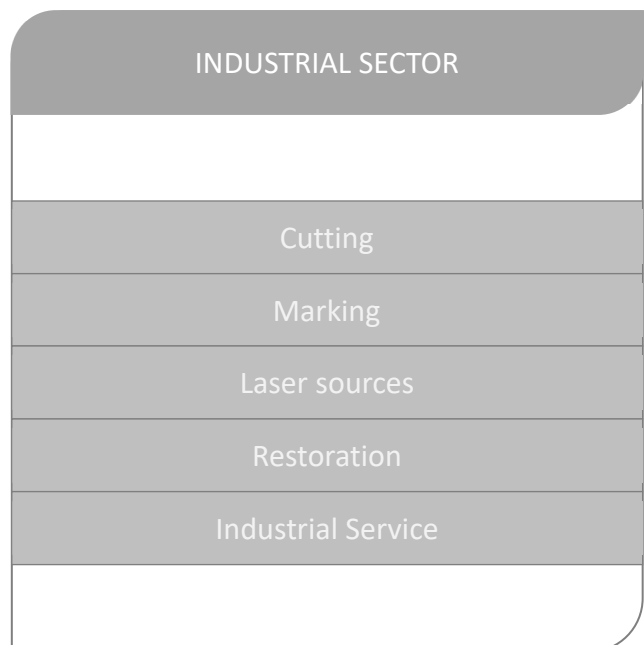 INDUSTRIAL SECTOR
Cutting
Marking
Laser sources
Restoration
Industrial Service